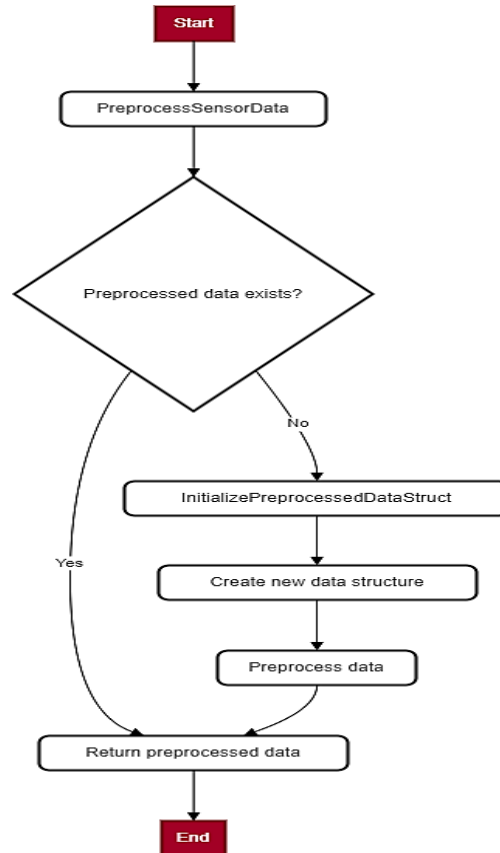 Start
PreprocessSensorData
Preprocessed data exists?
No
InitializePreprocessedDataStruct
Yes
Create new data structure
Preprocess data
Return preprocessed data
End